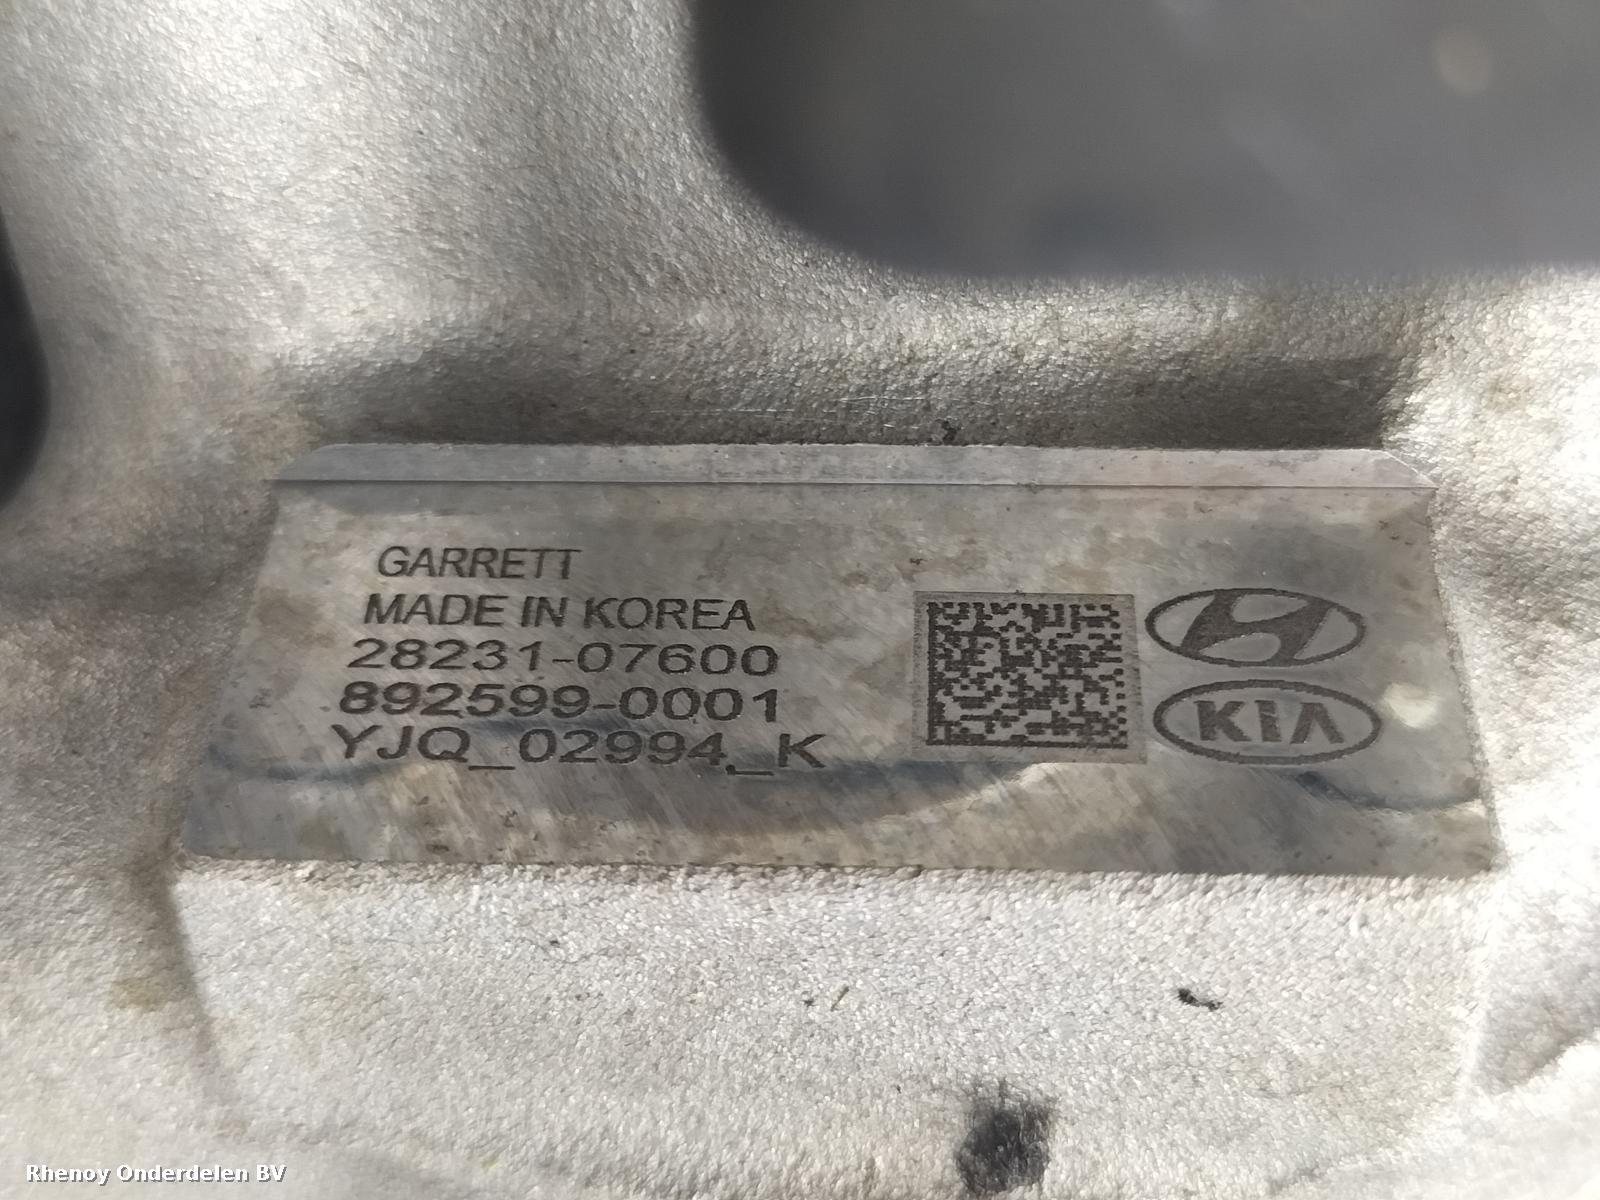 GARRETT
MADE IN KOREA
28231-07600
892599-0001
YJQ_02994_K
KIA
Rhenoy Onderdelen BV